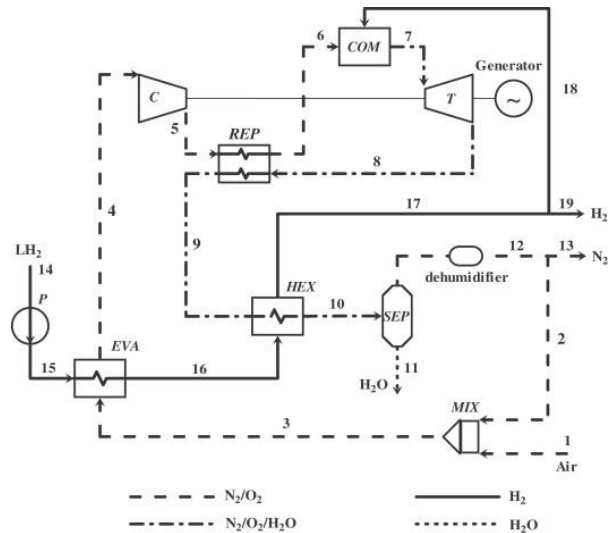 6
COM
7
Generator
C
T
~
18
5
REP
8
4
17
19
H₂
LH₂
14
9
12
13
N₂
dehumidifier
P
HEX
10
SEP
EVA
2
15
16
11
H₂O
MIX
3
1
Air
N₂/O₂
H₂
N₂/O₂/H₂O
H₂O